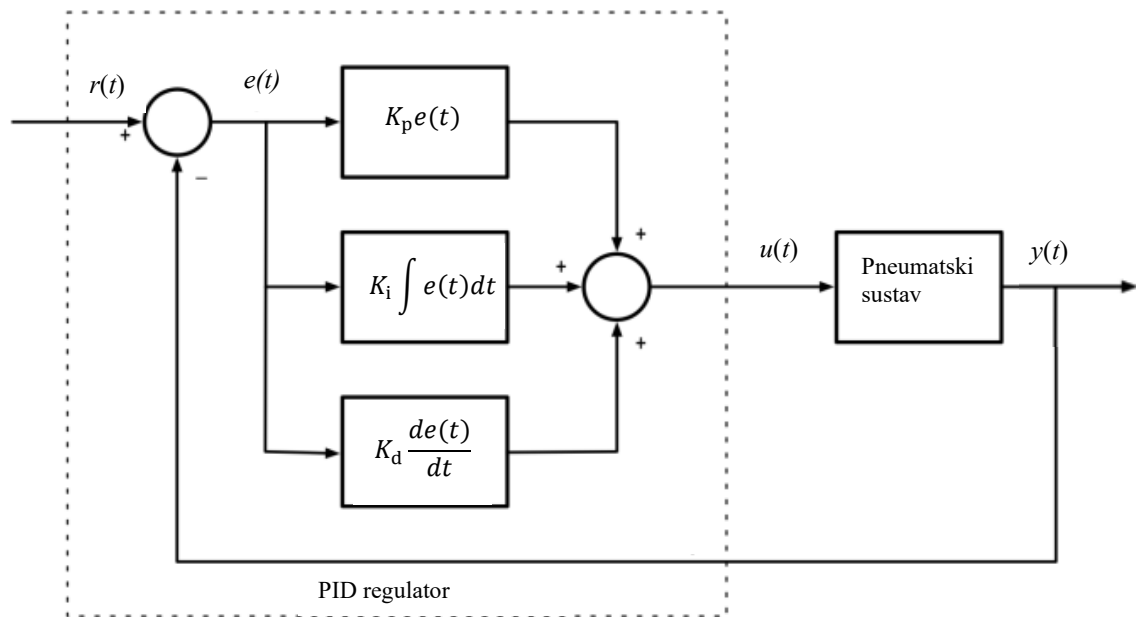 r(t)
e(t)
+
−
K_p e(t)
K_i ∫ e(t)dt
K_d de(t)/dt
+
+
+
u(t)
Pneumatski
sustav
y(t)
PID regulator